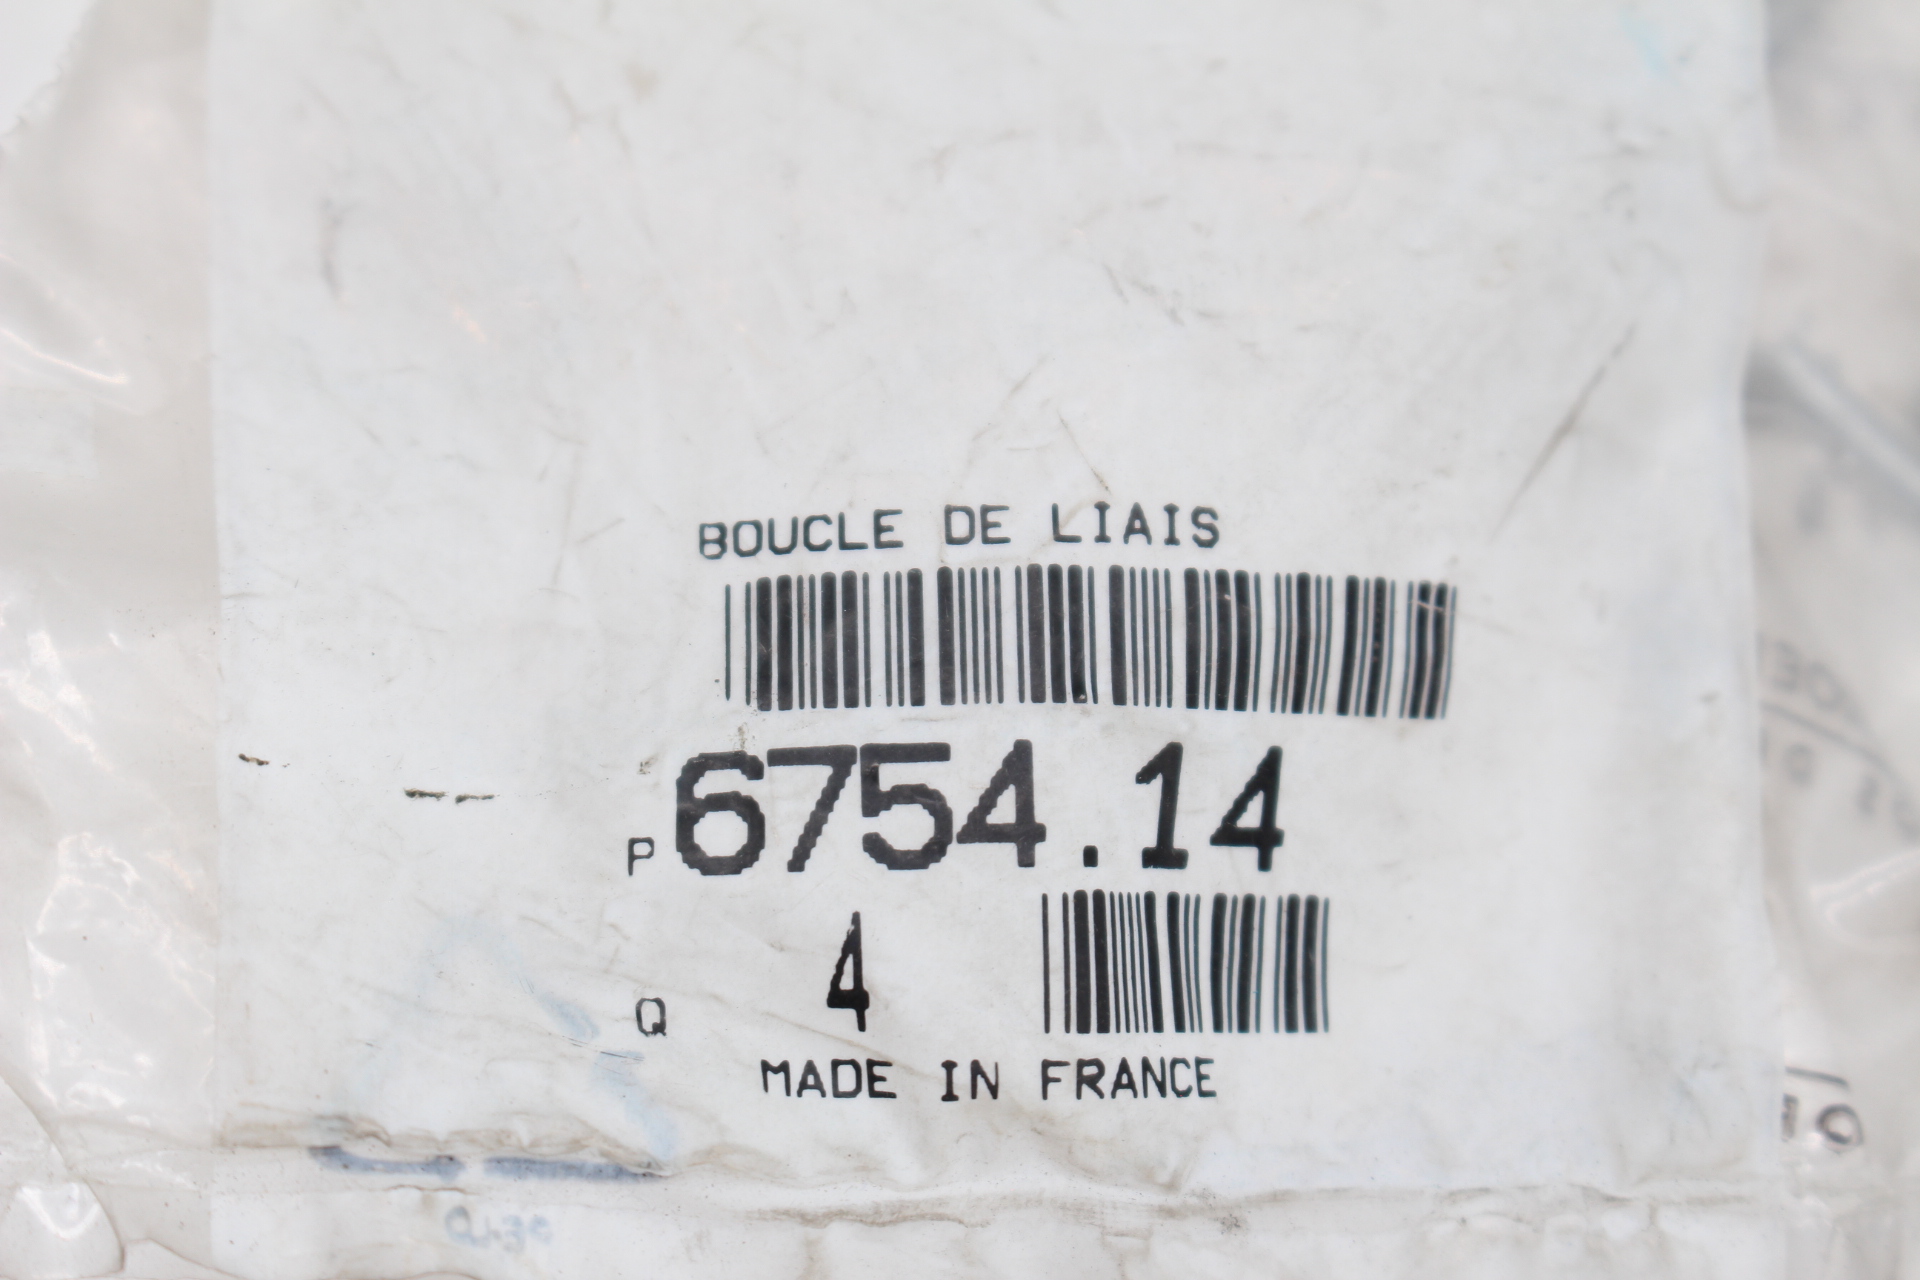 BOUCLE DE LIAIS
P 6754.14
Q 4
MADE IN FRANCE